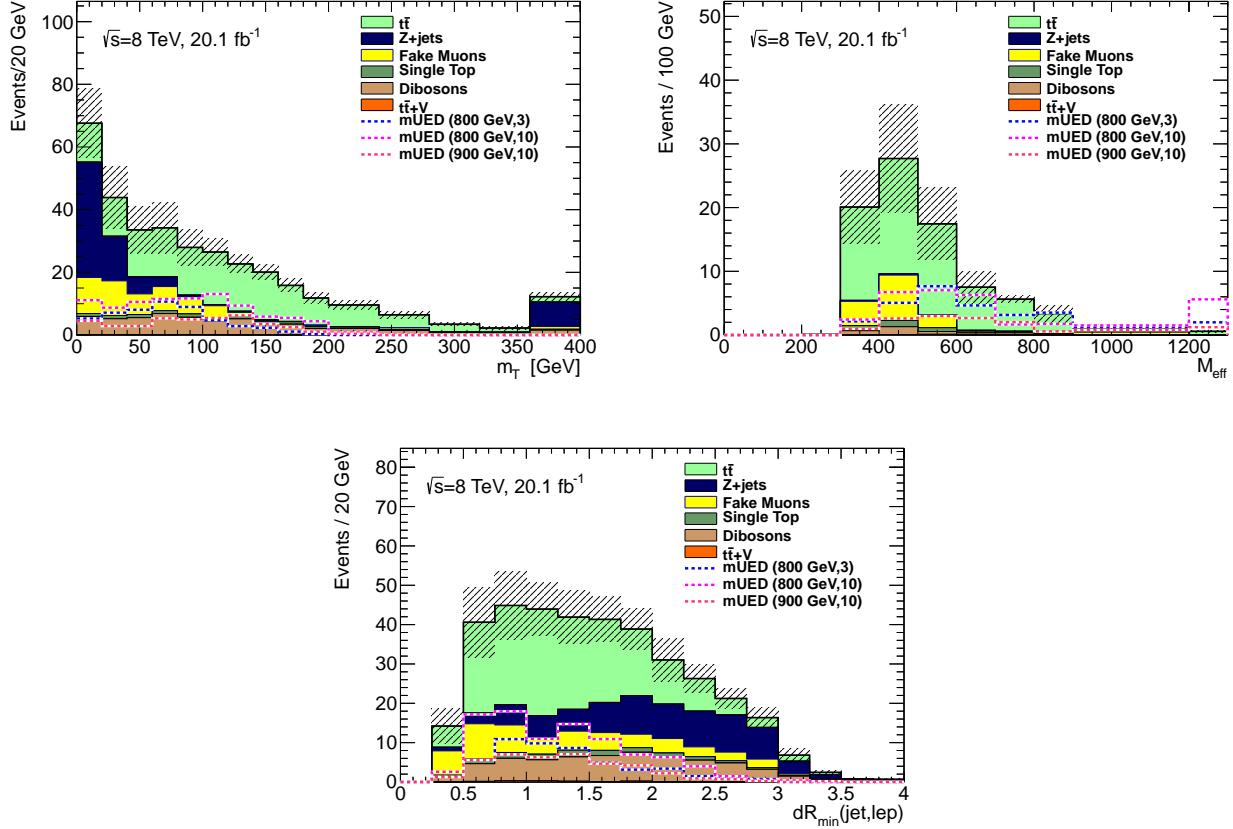 Events/20 GeV
100
80
60
40
20
0
√s=8 TeV, 20.1 fb⁻¹
tt̄
Z+jets
Fake Muons
Single Top
Dibosons
tt̄+V
mUED (800 GeV,3)
mUED (800 GeV,10)
mUED (900 GeV,10)
0 50 100 150 200 250 300 350 400
m_T [GeV]
Events / 100 GeV
50
40
30
20
10
0
√s=8 TeV, 20.1 fb⁻¹
tt̄
Z+jets
Fake Muons
Single Top
Dibosons
tt̄+V
mUED (800 GeV,3)
mUED (800 GeV,10)
mUED (900 GeV,10)
0 200 400 600 800 1000 1200
M_eff
Events / 20 GeV
80
70
60
50
40
30
20
10
0
√s=8 TeV, 20.1 fb⁻¹
tt̄
Z+jets
Fake Muons
Single Top
Dibosons
tt̄+V
mUED (800 GeV,3)
mUED (800 GeV,10)
mUED (900 GeV,10)
0 0.5 1 1.5 2 2.5 3 3.5 4
dR_min(jet,lep)